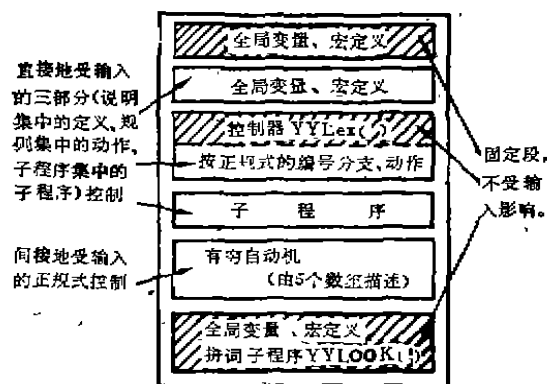 全局变量、宏定义
直接地受输入
的三部分(说明
集中的定义、规
则集中的动作、
子程序集中的
子程序)控制
全局变量、宏定义
控制器YYLex( )
按正规式的编号分支、动作
固定段,
不受输
入影响。
子 程 序
间接地受输入
的正规式控制
有穷自动机
(由5个数组描述)
全局变量、宏定义
拼词子程序YYLOOK( )